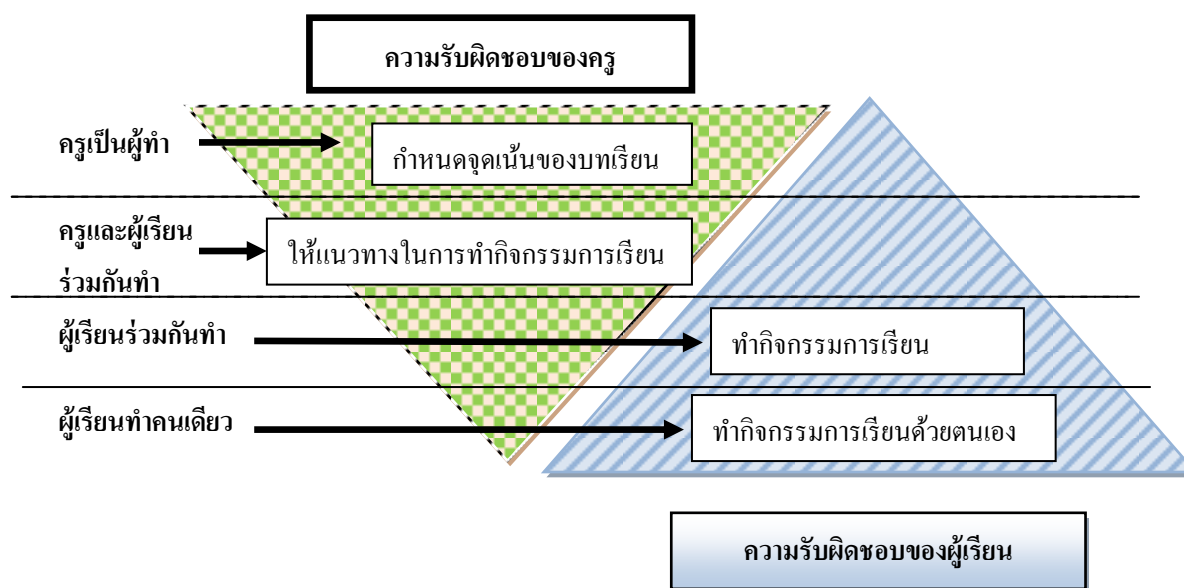 ความรับผิดชอบของครู
ครูเป็นผู้ทำ
กำหนดจุดเน้นของบทเรียน
ครูและผู้เรียน
ร่วมกันทำ
ให้แนวทางในการทำกิจกรรมการเรียน
ผู้เรียนร่วมกันทำ
ทำกิจกรรมการเรียน
ผู้เรียนทำคนเดียว
ทำกิจกรรมการเรียนด้วยตนเอง
ความรับผิดชอบของผู้เรียน